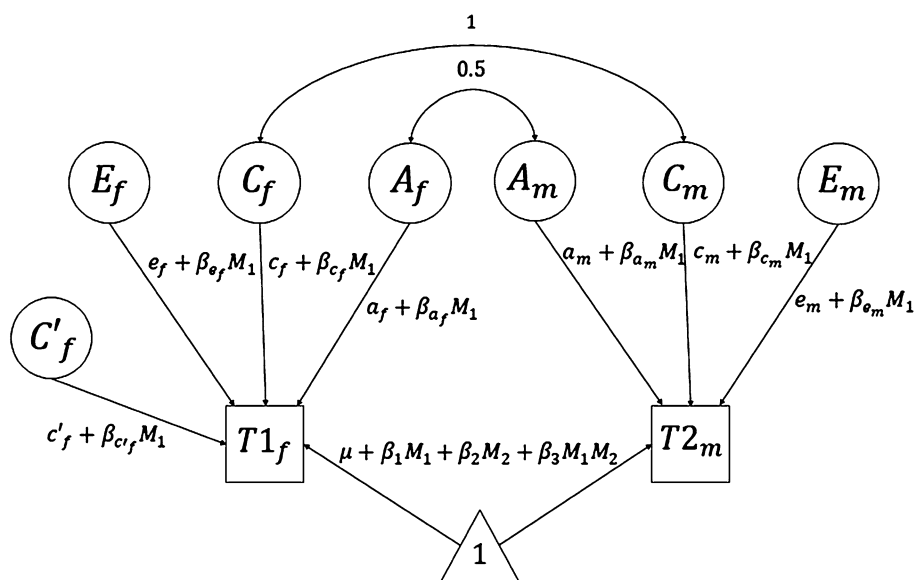 1
0.5
E_f C_f A_f A_m C_m E_m
e_f + β_{e_f}M_1 c_f + β_{c_f}M_1 a_m + β_{a_m}M_1 c_m + β_{c_m}M_1
a_f + β_{a_f}M_1 e_m + β_{e_m}M_1
C'_f
c'_f + β_{c'_f}M_1
T1_f μ + β_1M_1 + β_2M_2 + β_3M_1M_2 T2_m
1